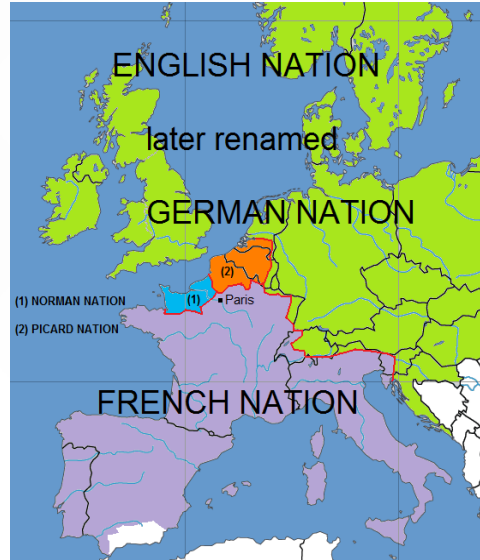 ENGLISH NATION
later renamed
GERMAN NATION
(2)
(1) NORMAN NATION
(1)
Paris
(2) PICARD NATION
FRENCH NATION